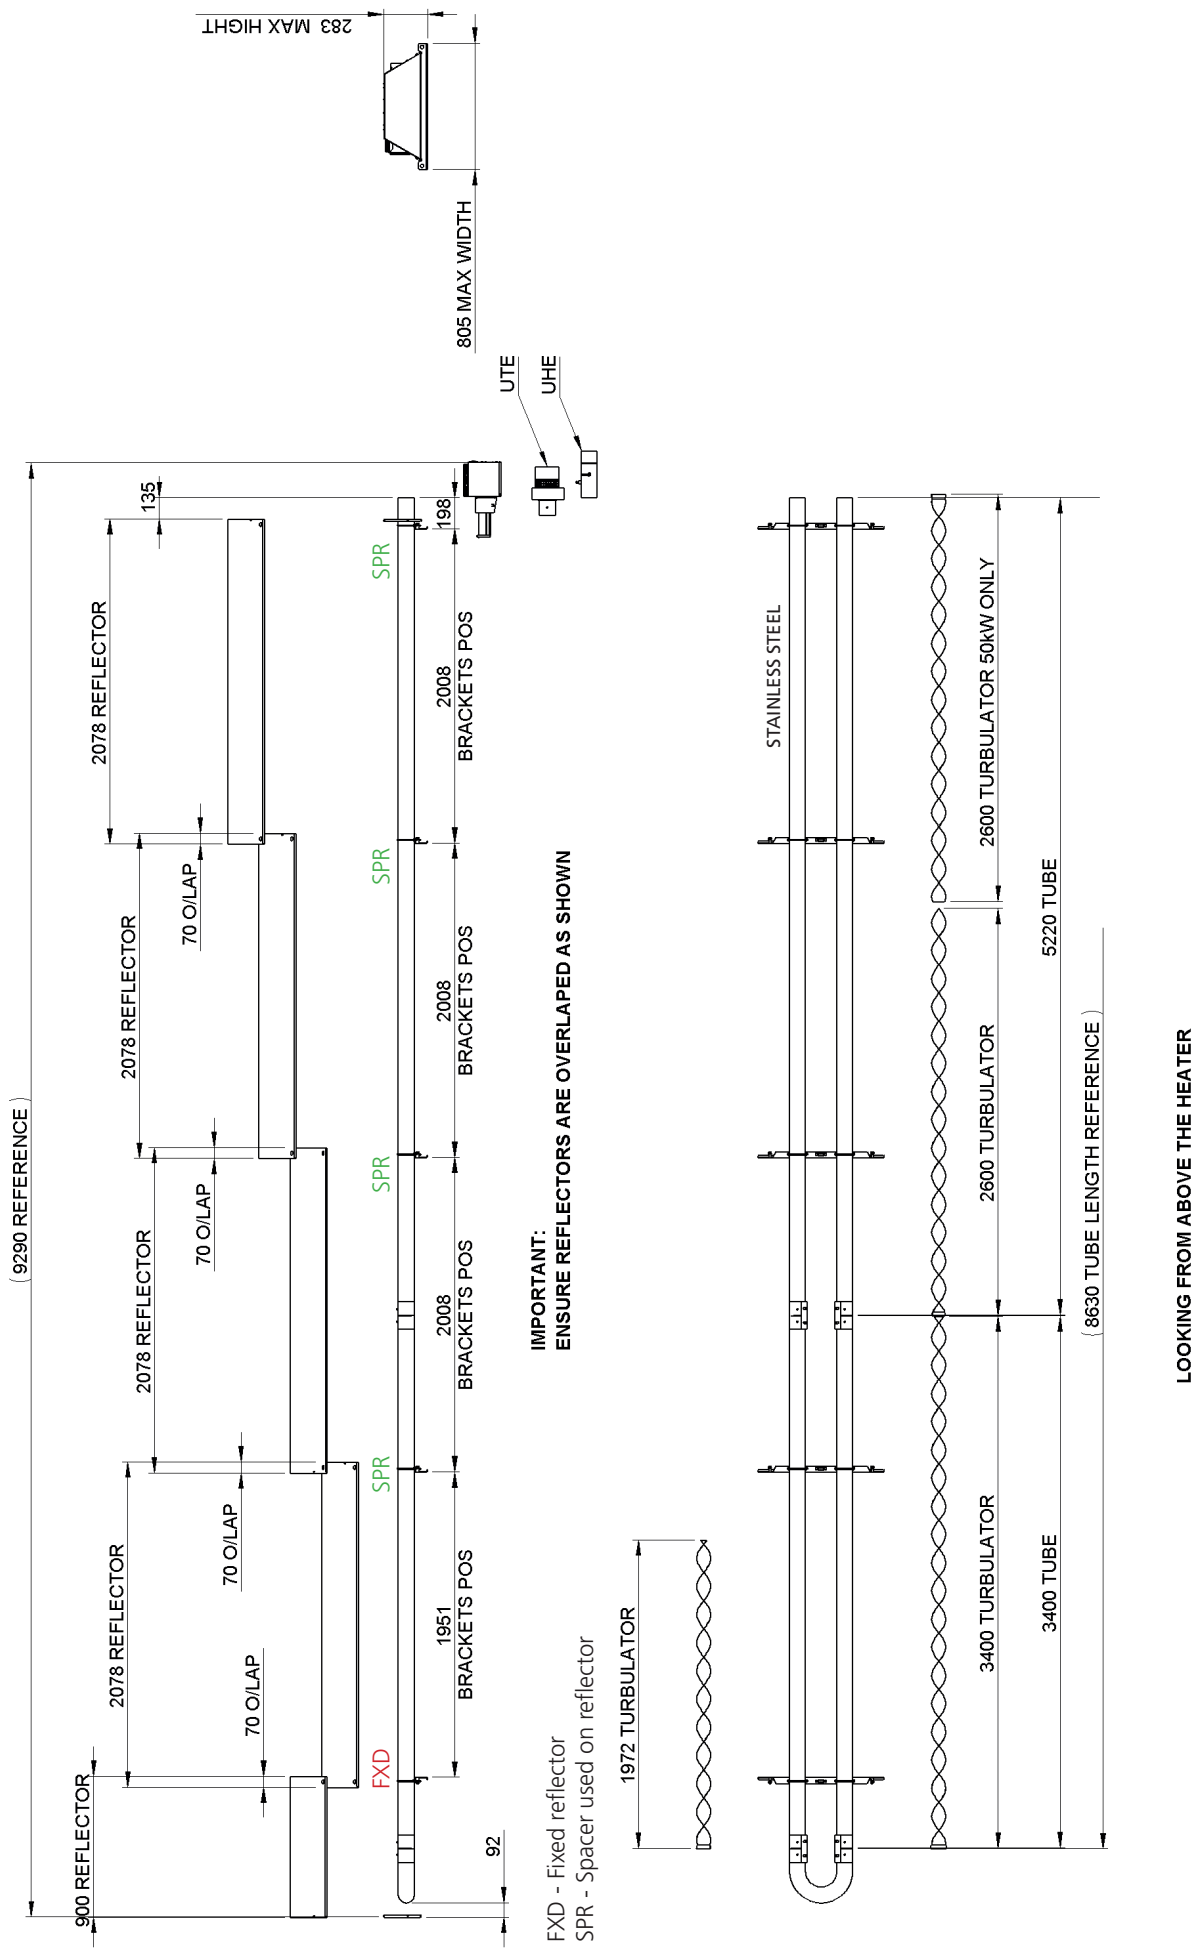 283 MAX HIGHT
805 MAX WIDTH
UTE
UHE
( 9290 REFERENCE )
135
2078 REFLECTOR
70 O/LAP
2078 REFLECTOR
70 O/LAP
2078 REFLECTOR
70 O/LAP
2078 REFLECTOR
70 O/LAP
900 REFLECTOR
SPR
SPR
SPR
SPR
FXD
198
2008
BRACKETS POS
2008
BRACKETS POS
2008
BRACKETS POS
1951
BRACKETS POS
92
IMPORTANT:
ENSURE REFLECTORS ARE OVERLAPED AS SHOWN
FXD - Fixed reflector
SPR - Spacer used on reflector
1972 TURBULATOR
STAINLESS STEEL
2600 TURBULATOR 50kW ONLY
2600 TURBULATOR
3400 TURBULATOR
5220 TUBE
3400 TUBE
( 8630 TUBE LENGTH REFERENCE )
LOOKING FROM ABOVE THE HEATER